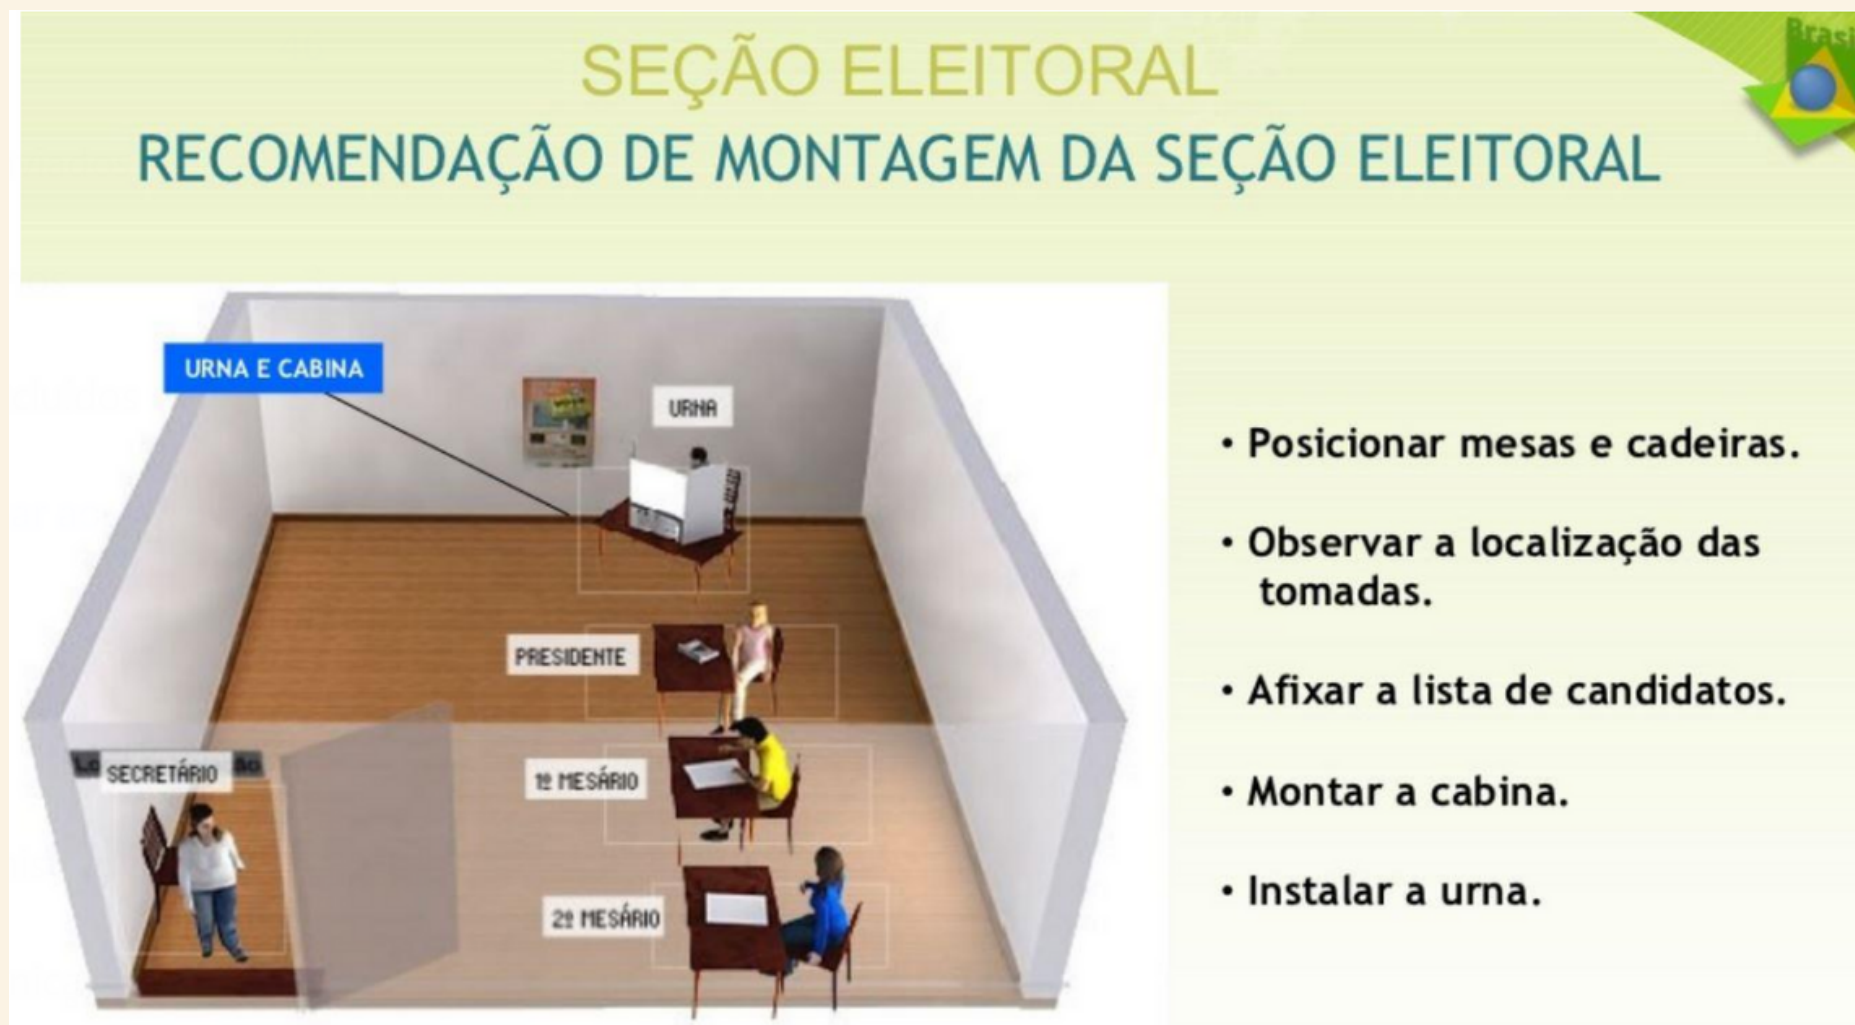 SEÇÃO ELEITORAL
RECOMENDAÇÃO DE MONTAGEM DA SEÇÃO ELEITORAL
URNA E CABINA
URNA
PRESIDENTE
SECRETÁRIO
1º MESÁRIO
2º MESÁRIO
• Posicionar mesas e cadeiras.
• Observar a localização das
tomadas.
• Afixar a lista de candidatos.
• Montar a cabina.
• Instalar a urna.